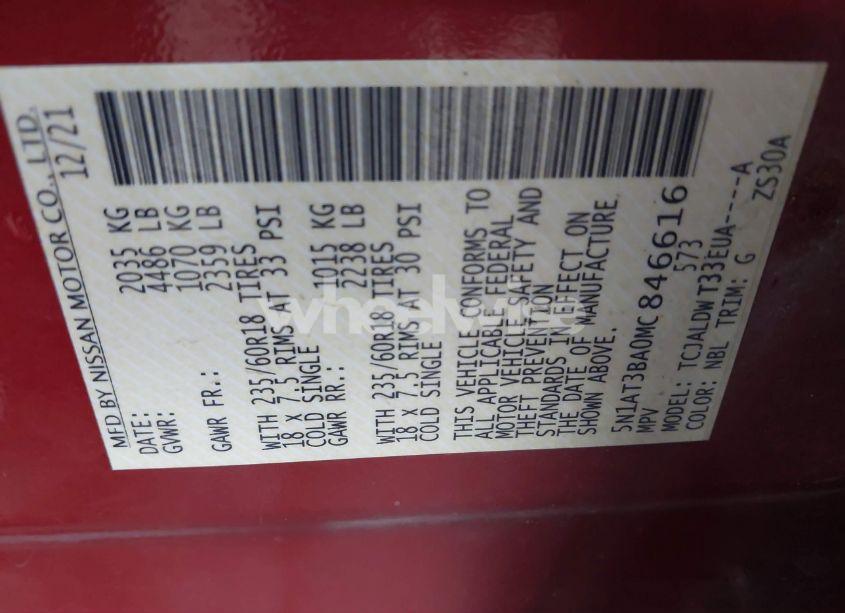 MFD BY NISSAN MOTOR CO., LTD.
DATE: 12/21
GVWR: 2035 KG
4486 LB
GAWR FR.: 1070 KG
2359 LB
WITH 235/60R18 TIRES
18 X 7.5 RIMS AT 33 PSI
COLD SINGLE
GAWR RR.: 1015 KG
2238 LB
WITH 235/60R18 TIRES
18 X 7.5 RIMS AT 30 PSI
COLD SINGLE
THIS VEHICLE CONFORMS TO
ALL APPLICABLE FEDERAL
MOTOR VEHICLE SAFETY AND
THEFT PREVENTION
STANDARDS IN EFFECT ON
THE DATE OF MANUFACTURE
SHOWN ABOVE.
5N1AT3BA0MC846616
MPV 573
MODEL: TCJALDWT33EUA-----A
COLOR: NBL TRIM: G ZS30A
wheelwise